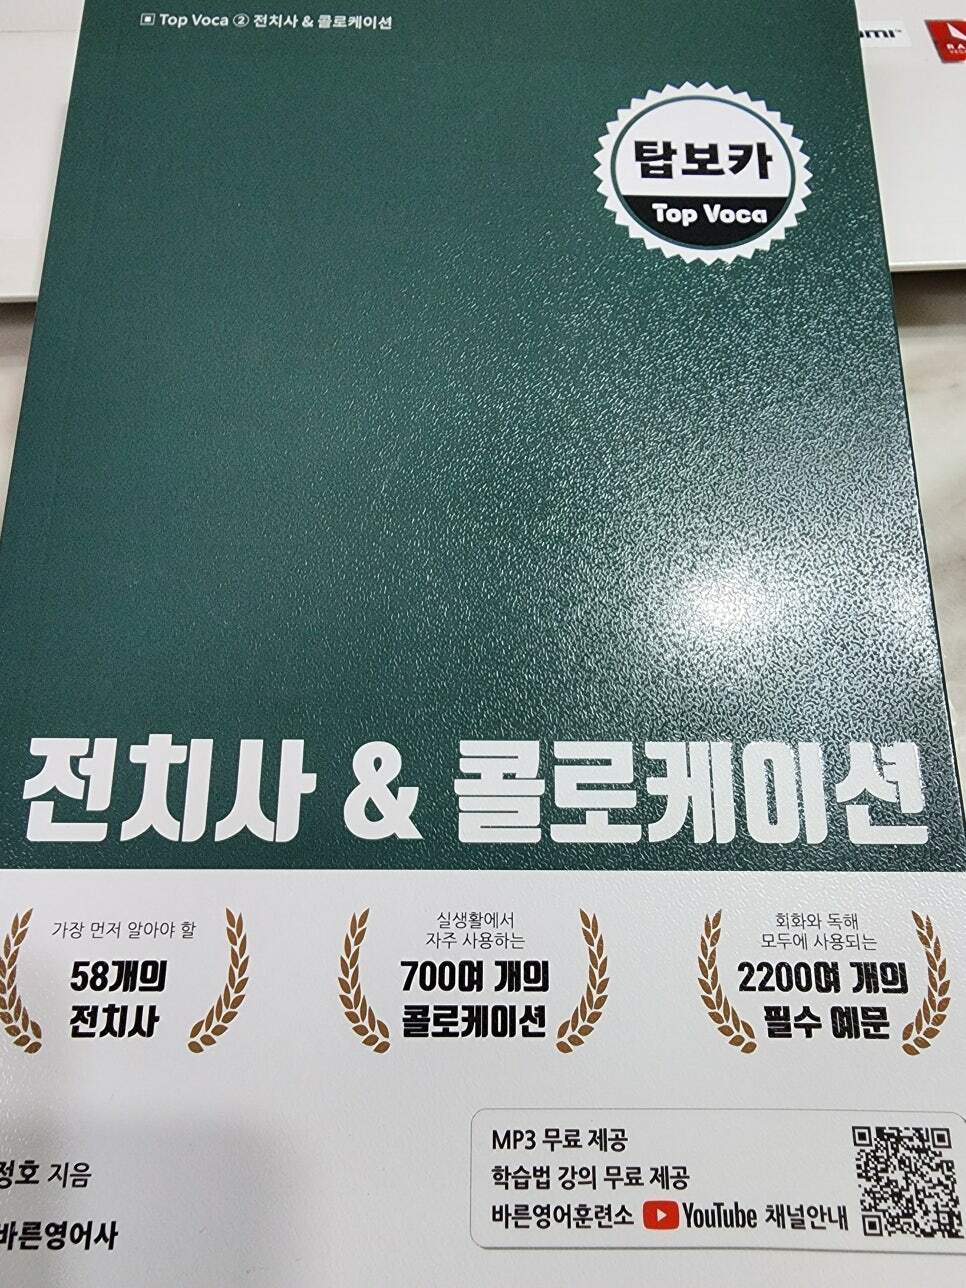 ▣ Top Voca ② 전치사 & 콜로케이션
탑보카
Top Voca
전치사 & 콜로케이션
가장 먼저 알아야 할
58개의
전치사
실생활에서
자주 사용하는
700여 개의
콜로케이션
회화와 독해
모두에 사용되는
2200여 개의
필수 예문
정호 지음
바른영어사
MP3 무료 제공
학습법 강의 무료 제공
바른영어훈련소 YouTube 채널안내